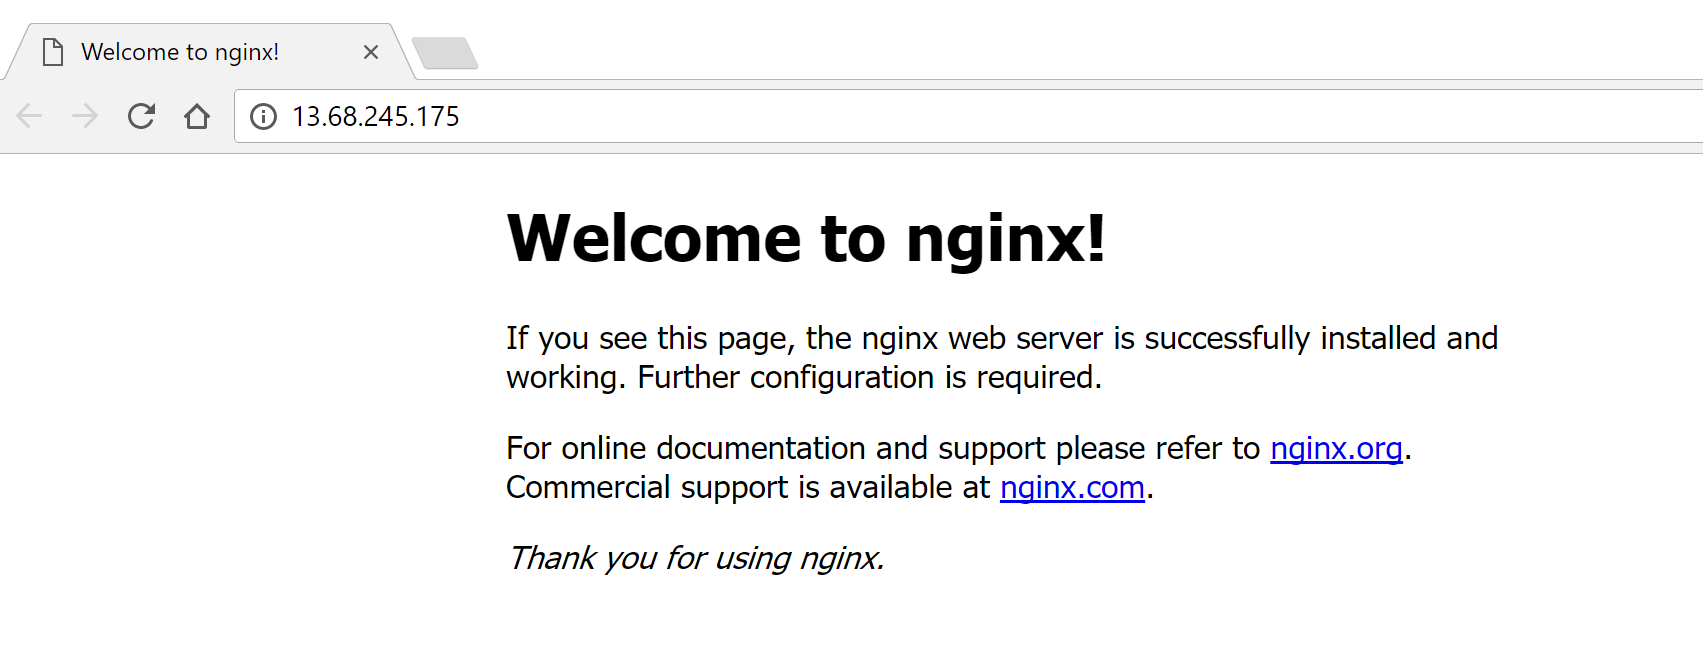 Welcome to nginx!
13.68.245.175
Welcome to nginx!
If you see this page, the nginx web server is successfully installed and
working. Further configuration is required.
For online documentation and support please refer to nginx.org.
Commercial support is available at nginx.com.
Thank you for using nginx.